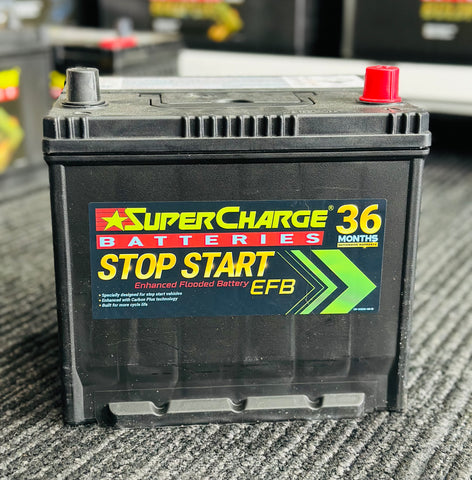 SUPERCHARGE®
BATTERIES
36
MONTHS
STOP START
Enhanced Flooded Battery
EFB
• Specially designed for stop start vehicles
• Enhanced with Carbon Plus technology
• Built for more cycle life